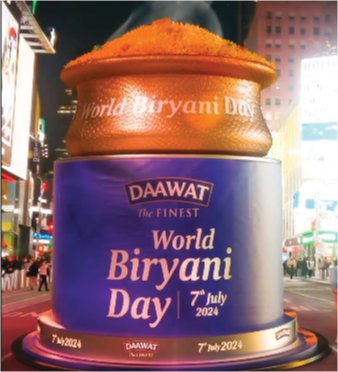 World Biryani Day
DAAWAT
The FINEST
World
Biryani
Day
7th July
2024
7th July 2024
DAAWAT
The FINEST
7th July 2024